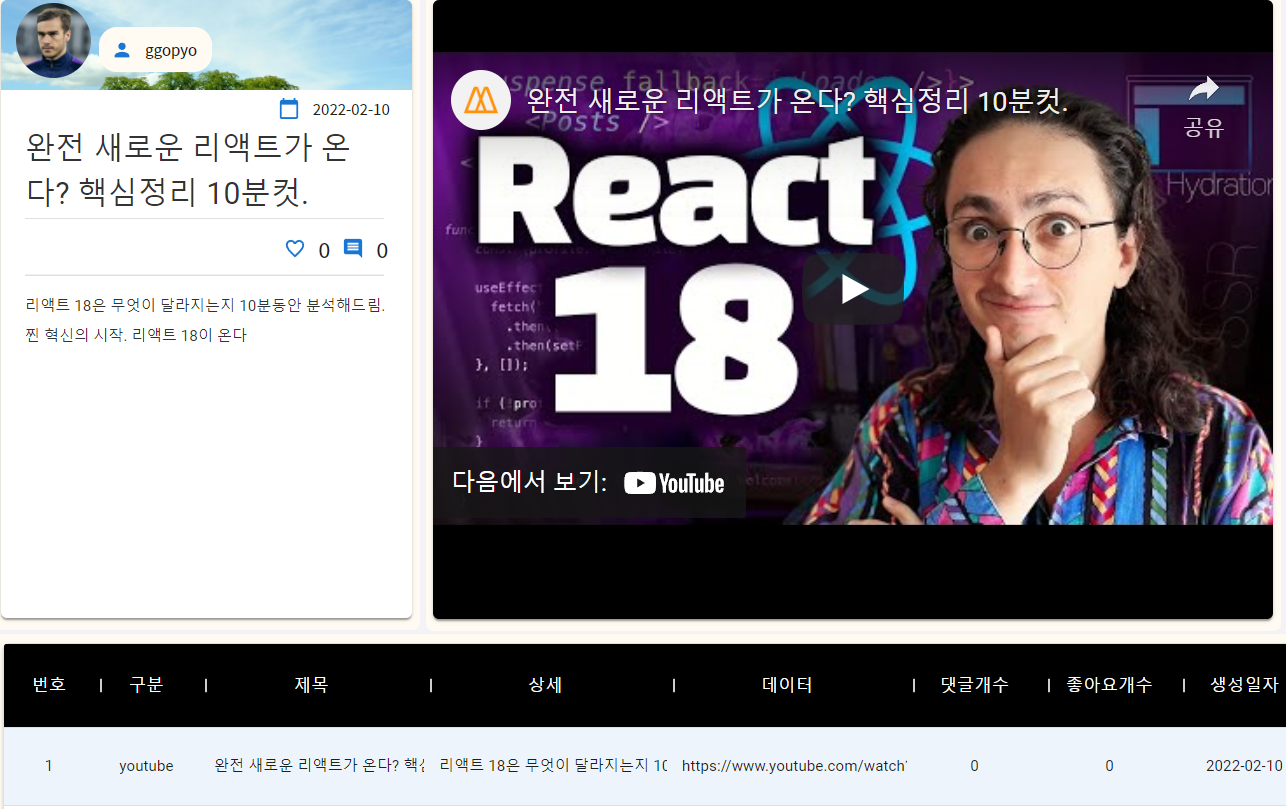 ggopyo
2022-02-10
완전 새로운 리액트가 온
다? 핵심정리 10분컷.
0 0
리액트 18은 무엇이 달라지는지 10분동안 분석해드림.
찐 혁신의 시작. 리액트 18이 온다
suspense fallback={<Loader />}>
완전 새로운 리액트가 온다? 핵심정리 10분컷.
공유
<Posts />
React
18
Hydration
SSR
useEffect
fetch(
.then(
.then(setP
}, []);
if (!pro
return
}
다음에서 보기: YouTube
번호 | 구분 | 제목 | 상세 | 데이터 | 댓글개수 | 좋아요개수 | 생성일자
1 youtube 완전 새로운 리액트가 온다? 핵심 리액트 18은 무엇이 달라지는지 10 https://www.youtube.com/watch 0 0 2022-02-10